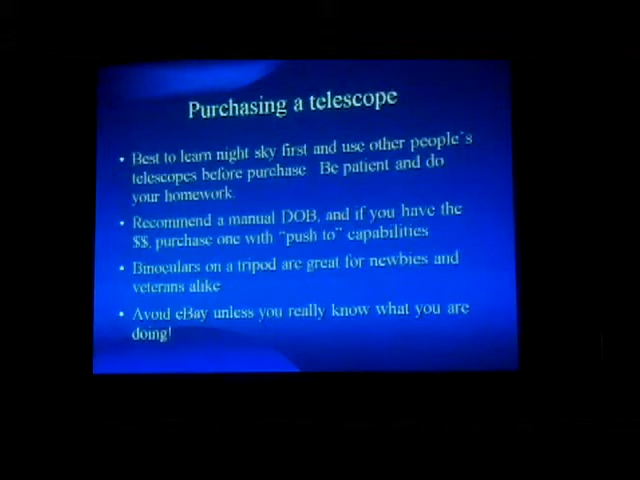 Purchasing a telescope
• Best to learn night sky first and use other people's
telescopes before purchase Be patient and do
your homework.
• Recommend a manual DOB, and if you have the
$$, purchase one with "push to" capabilities
• Binoculars on a tripod are great for newbies and
veterans alike
• Avoid eBay unless you really know what you are
doing!